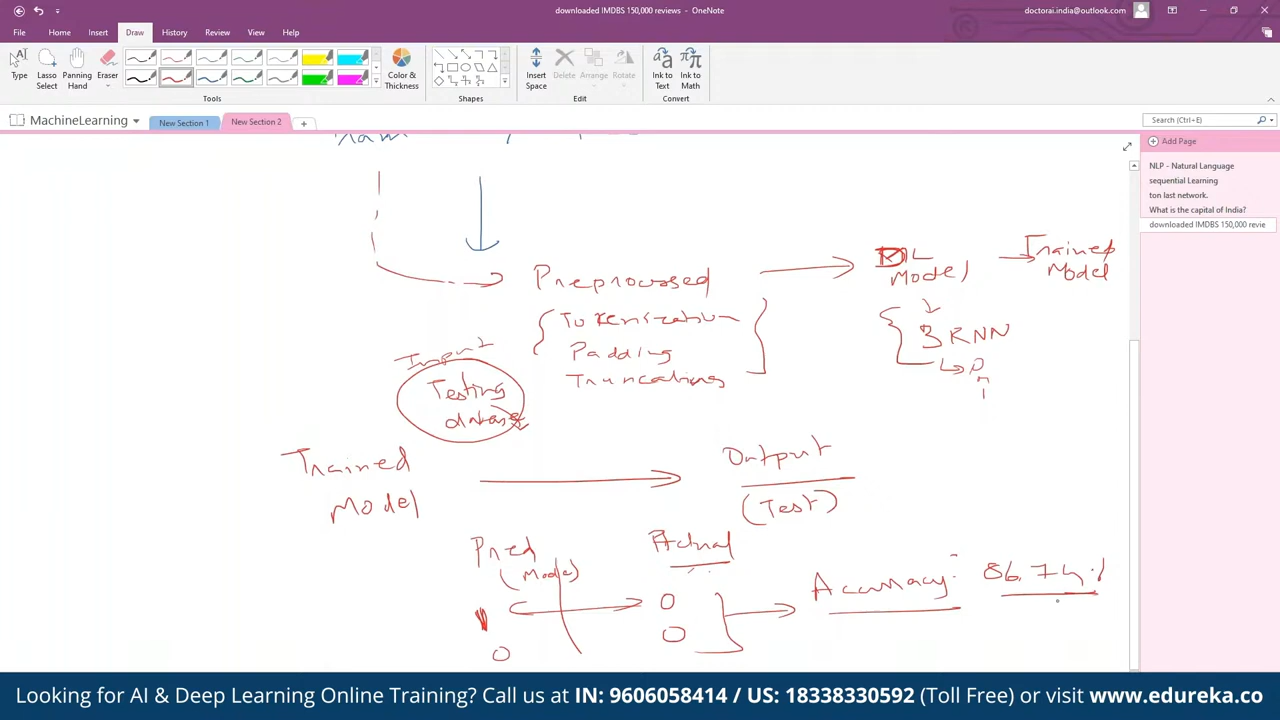 downloaded IMDBS 150,000 reviews - OneNote
doctorai.india@outlook.com
File Home Insert Draw History Review View Help
Type
Lasso Select
Panning Hand
Eraser
Color & Thickness
Insert Space
Delete
Arrange
Rotate
Ink to Text
Ink to Math
Tools
Shapes
Edit
Convert
MachineLearning
New Section 1
New Section 2
Search (Ctrl+E)
Add Page
NLP - Natural Language
sequential Learning
ton last network.
What is the capital of India?
downloaded IMDBS 150,000 revie
Preprocessed
Tokenization
Padding
Truncations
DL
Model
Trained
Model
RNN
Input
Testing
database
Trained
Model
Output
(Test)
Pred
(Model)
Actual
0
0
0
Accuracy: 86.74%
Looking for AI & Deep Learning Online Training? Call us at IN: 9606058414 / US: 18338330592 (Toll Free) or visit www.edureka.co